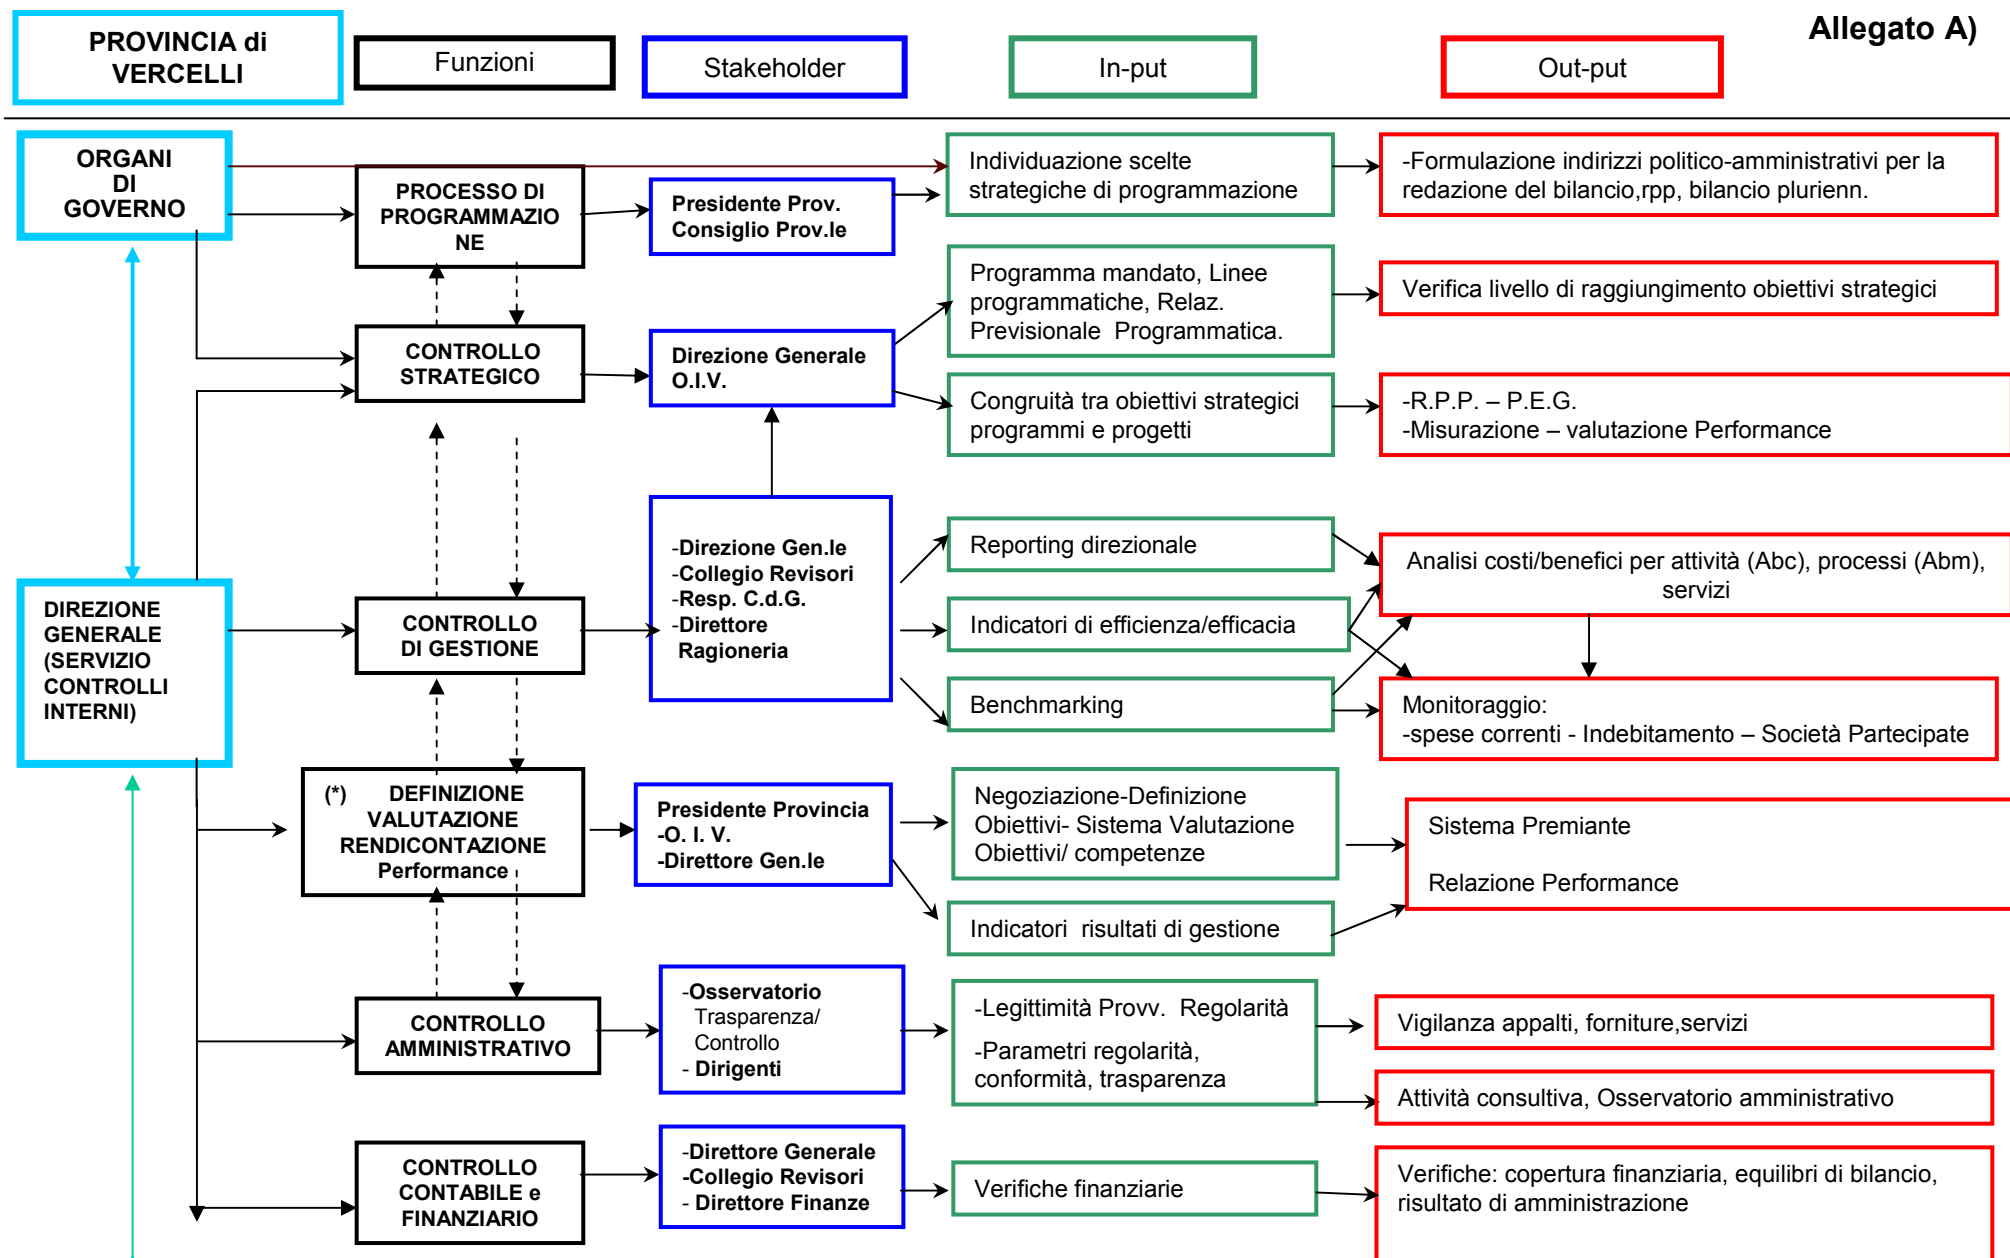 PROVINCIA di
VERCELLI
Funzioni
Stakeholder
In-put
Out-put
Allegato A)
ORGANI
DI
GOVERNO
PROCESSO DI
PROGRAMMAZIO
NE
Presidente Prov.
Consiglio Prov.le
Individuazione scelte
strategiche di programmazione
-Formulazione indirizzi politico-amministrativi per la
redazione del bilancio,rpp, bilancio plurienn.
CONTROLLO
STRATEGICO
Direzione Generale
O.I.V.
Programma mandato, Linee
programmatiche, Relaz.
Previsionale  Programmatica.
Verifica livello di raggiungimento obiettivi strategici
Congruità tra obiettivi strategici
programmi e progetti
-R.P.P. – P.E.G.
-Misurazione – valutazione Performance
DIREZIONE
GENERALE
(SERVIZIO
CONTROLLI
INTERNI)
CONTROLLO
DI GESTIONE
-Direzione Gen.le
-Collegio Revisori
-Resp. C.d.G.
-Direttore
Ragioneria
Reporting direzionale
Indicatori di efficienza/efficacia
Benchmarking
Analisi costi/benefici per attività (Abc), processi (Abm),
servizi
Monitoraggio:
-spese correnti - Indebitamento – Società Partecipate
(*) DEFINIZIONE
VALUTAZIONE
RENDICONTAZIONE
Performance
Presidente Provincia
-O. I. V.
-Direttore Gen.le
Negoziazione-Definizione
Obiettivi- Sistema Valutazione
Obiettivi/ competenze
Indicatori  risultati di gestione
Sistema Premiante
Relazione Performance
CONTROLLO
AMMINISTRATIVO
-Osservatorio
Trasparenza/
Controllo
- Dirigenti
-Legittimità Provv.  Regolarità
-Parametri regolarità,
conformità, trasparenza
Vigilanza appalti, forniture,servizi
Attività consultiva, Osservatorio amministrativo
CONTROLLO
CONTABILE e
FINANZIARIO
-Direttore Generale
-Collegio Revisori
- Direttore Finanze
Verifiche finanziarie
Verifiche: copertura finanziaria, equilibri di bilancio,
risultato di amministrazione